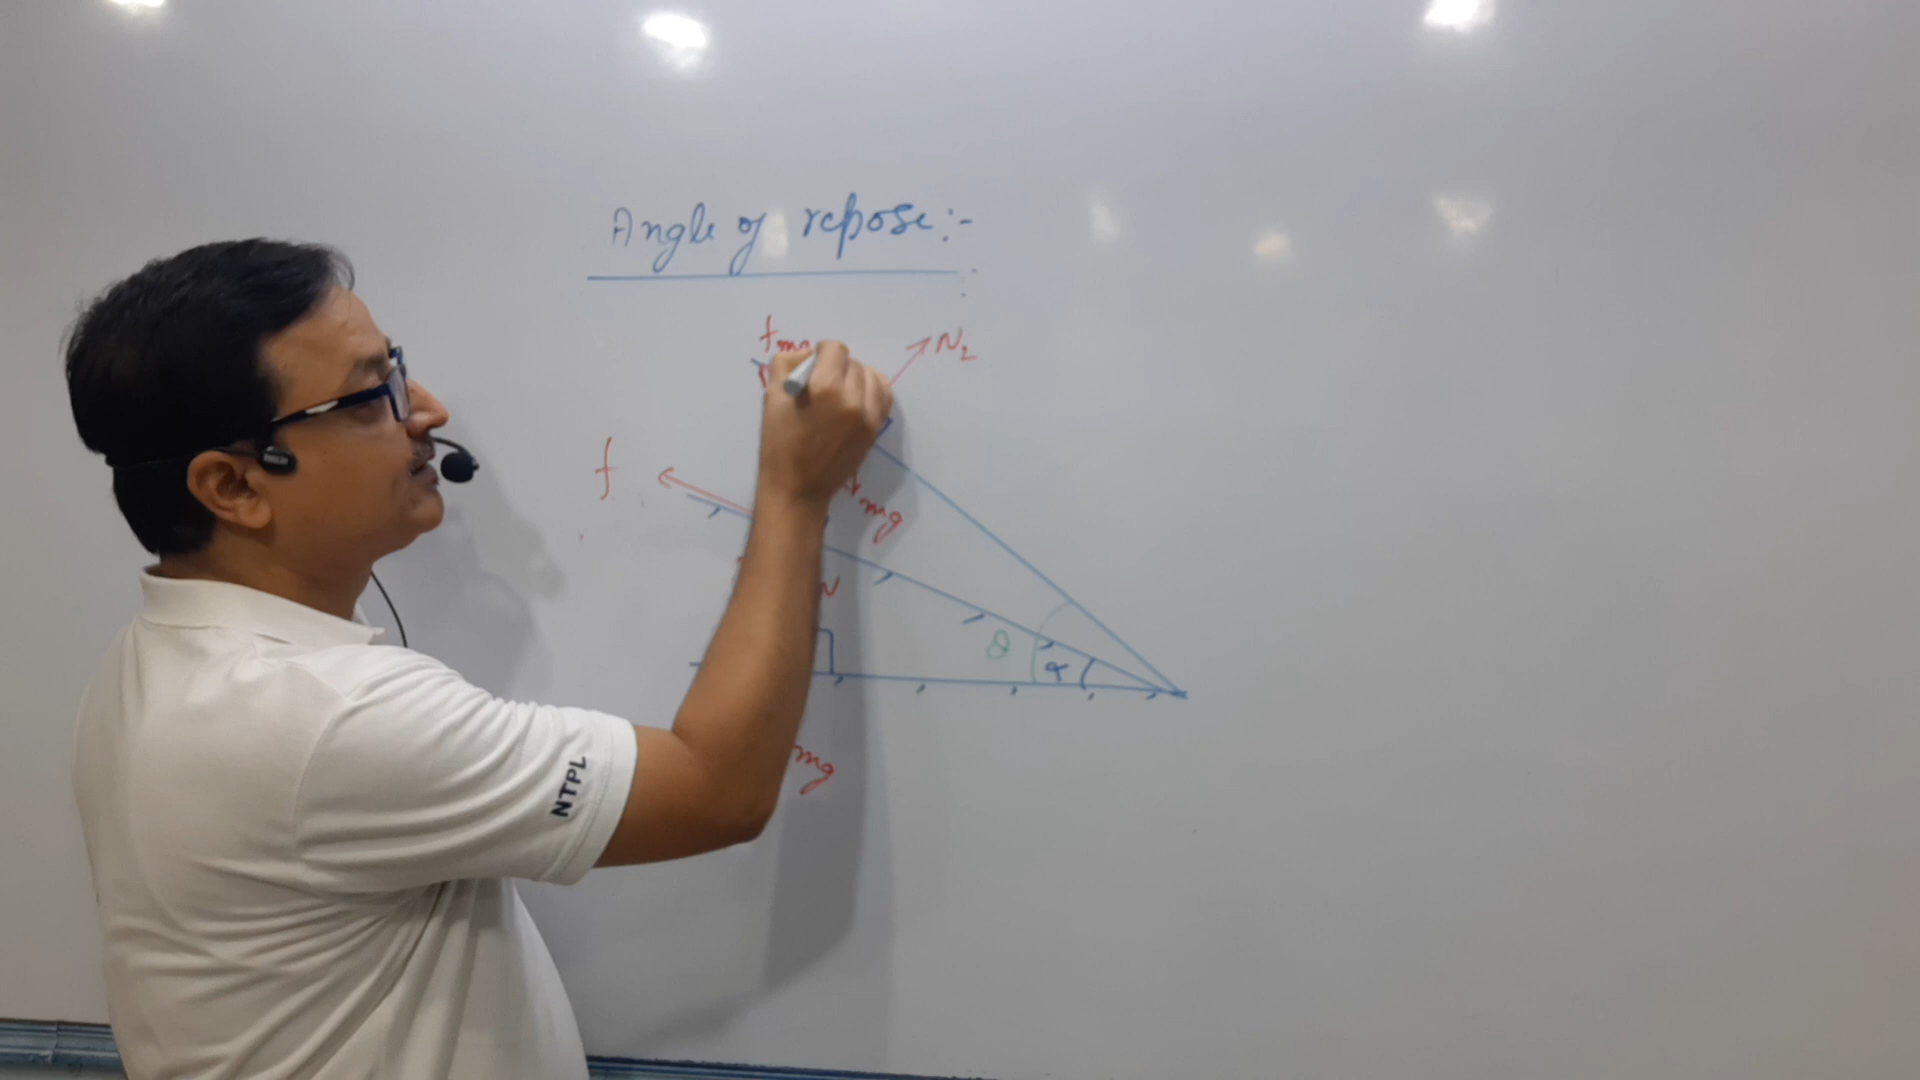 Angle of repose:-
N₂
f
mg
N
θ
α
mg
NTPL